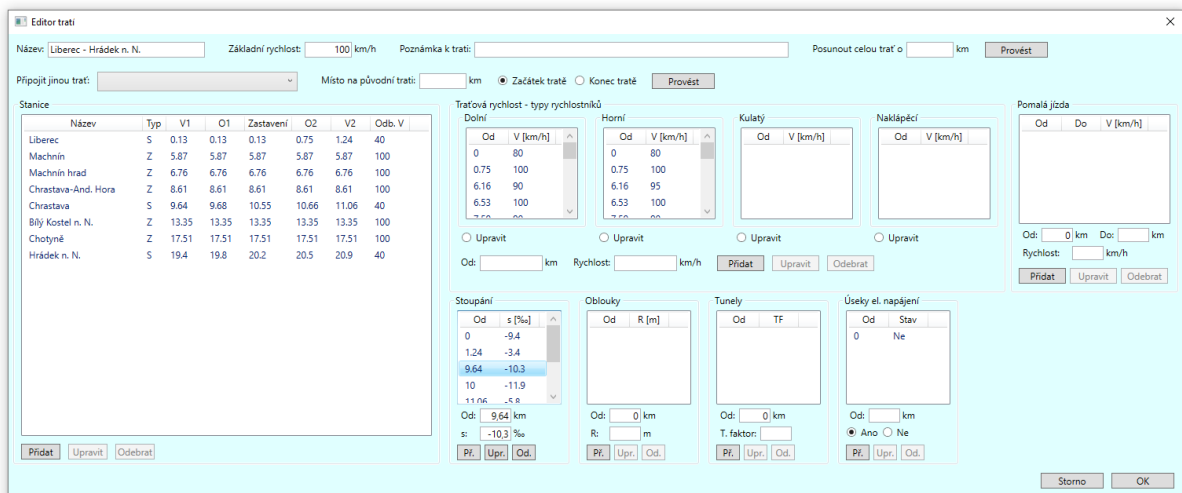 Editor tratí
Název: Liberec - Hrádek n. N. Základní rychlost: 100 km/h Poznámka k trati: Posunout celou trať o km Provést
Připojit jinou trať: Místo na původní trati: km Začátek tratě Konec tratě Provést
Stanice
Název Typ V1 O1 Zastavení O2 V2 Odb. V
Liberec S 0.13 0.13 0.13 0.75 1.24 40
Machnín Z 5.87 5.87 5.87 5.87 5.87 100
Machnín hrad Z 6.76 6.76 6.76 6.76 6.76 100
Chrastava-And. Hora Z 8.61 8.61 8.61 8.61 8.61 100
Chrastava S 9.64 9.68 10.55 10.66 11.06 40
Bílý Kostel n. N. Z 13.35 13.35 13.35 13.35 13.35 100
Chotyně Z 17.51 17.51 17.51 17.51 17.51 100
Hrádek n. N. S 19.4 19.8 20.2 20.5 20.9 40
Přidat Upravit Odebrat
Traťová rychlost - typy rychlostníků
Dolní
Od V [km/h]
0 80
0.75 100
6.16 90
6.53 100
Upravit
Horní
Od V [km/h]
0 80
0.75 100
6.16 95
6.53 100
Upravit
Kulatý
Od V [km/h]
Upravit
Naklápěcí
Od V [km/h]
Upravit
Od: km Rychlost: km/h Přidat Upravit Odebrat
Pomalá jízda
Od Do V [km/h]
Od: 0 km Do: km
Rychlost: km/h
Přidat Upravit Odebrat
Stoupání
Od s [‰]
0 -9.4
1.24 -3.4
9.64 -10.3
10 -11.9
11.06 -5.8
Od: 9,64 km
s: -10,3 ‰
Př. Upr. Od.
Oblouky
Od R [m]
Od: 0 km
R: m
Př. Upr. Od.
Tunely
Od TF
Od: 0 km
T. faktor:
Př. Upr. Od.
Úseky el. napájení
Od Stav
0 Ne
Od: km
Ano Ne
Př. Upr. Od.
Storno OK